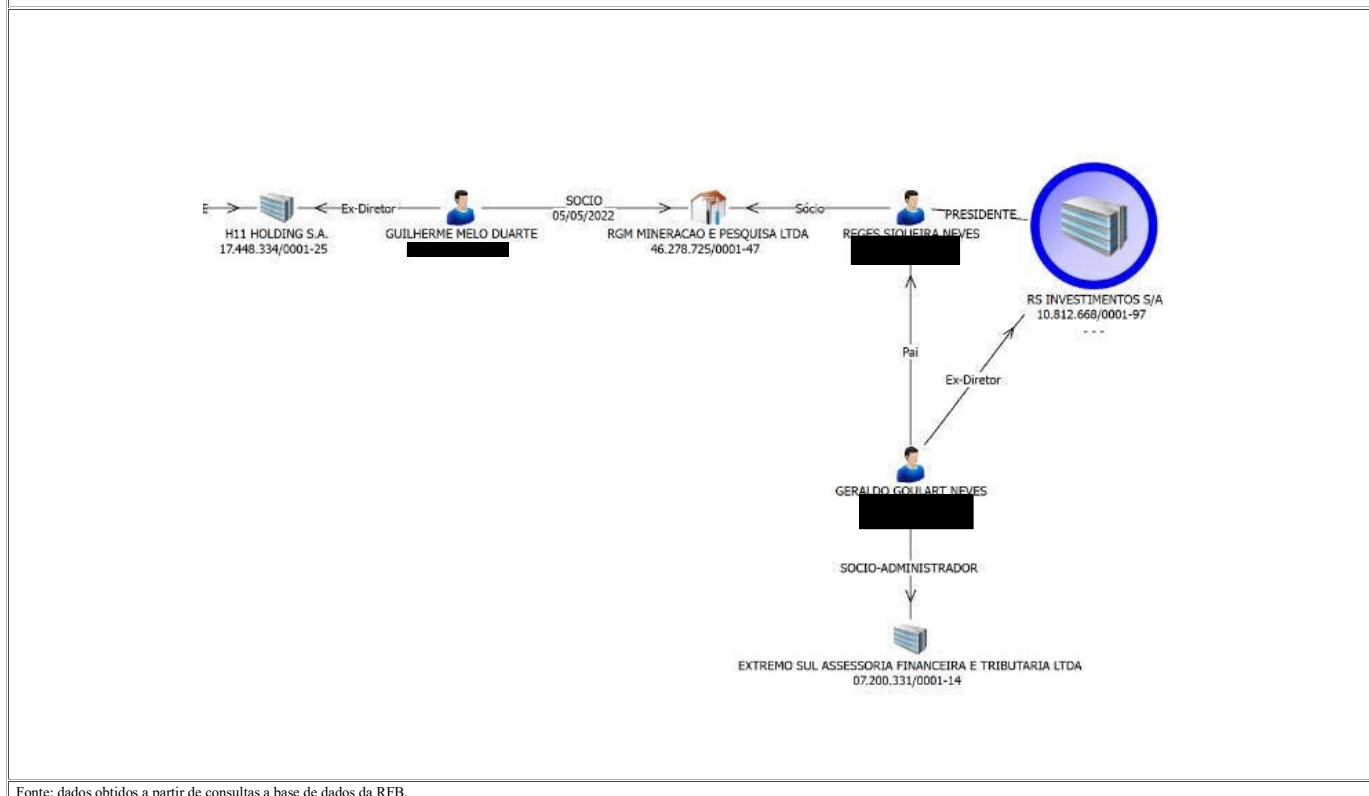 E
Ex-Diretor
SOCIO
05/05/2022
Sócio
PRESIDENTE
H11 HOLDING S.A.
17.448.334/0001-25
GUILHERME MELO DUARTE
RGM MINERACAO E PESQUISA LTDA
46.278.725/0001-47
REGES SIQUEIRA NEVES
RS INVESTIMENTOS S/A
10.812.668/0001-97
- - -
Pai
Ex-Diretor
GERALDO GOULART NEVES
SOCIO-ADMINISTRADOR
EXTREMO SUL ASSESSORIA FINANCEIRA E TRIBUTARIA LTDA
07.200.331/0001-14
Fonte: dados obtidos a partir de consultas a base de dados da RFB.